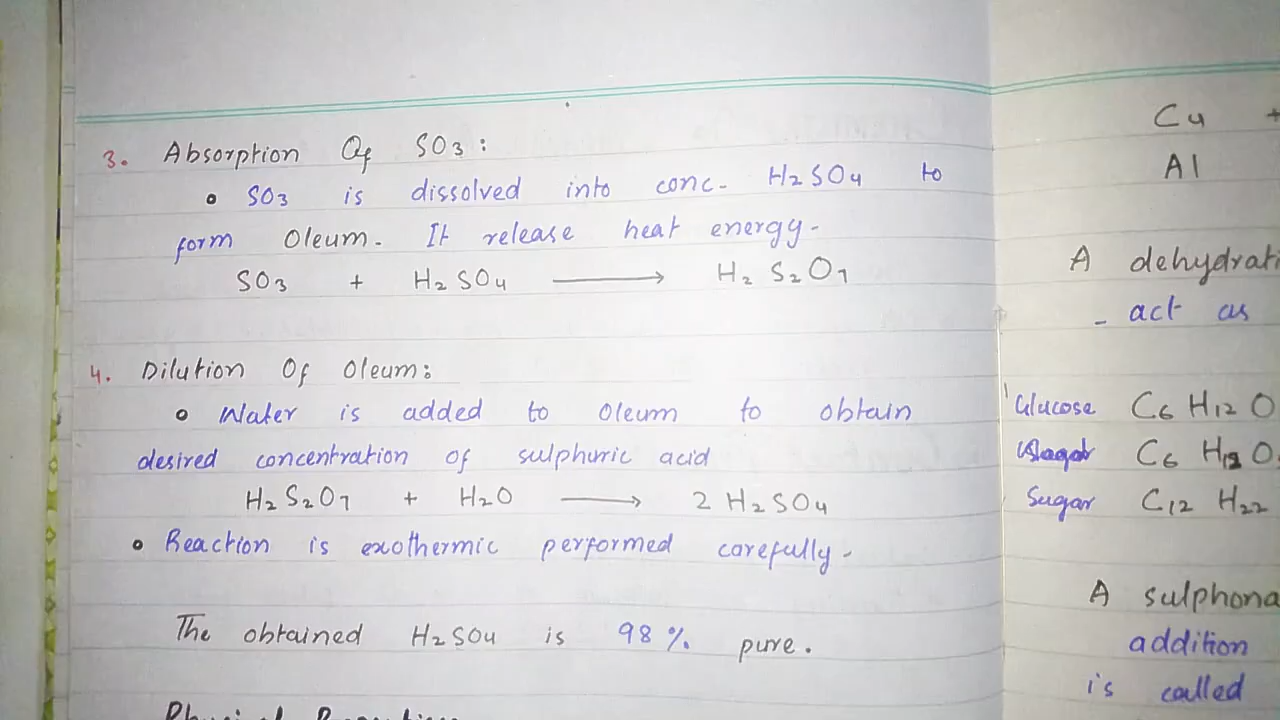 3. Absorption Of SO3 :
• SO3 is dissolved into conc. H2SO4 to
form Oleum. It release heat energy.
SO3 + H2SO4 ⟶ H2S2O7
4. Dilution Of Oleum:
• Water is added to Oleum to obtain
desired concentration of sulphuric acid
H2S2O7 + H2O ⟶ 2 H2SO4
• Reaction is exothermic performed carefully.
The obtained H2SO4 is 98% pure.
Cu +
Al
A dehydrati
- act as
Glucose C6 H12 O
C6 H12 O
Sugar C12 H22
A sulphona
addition
is called